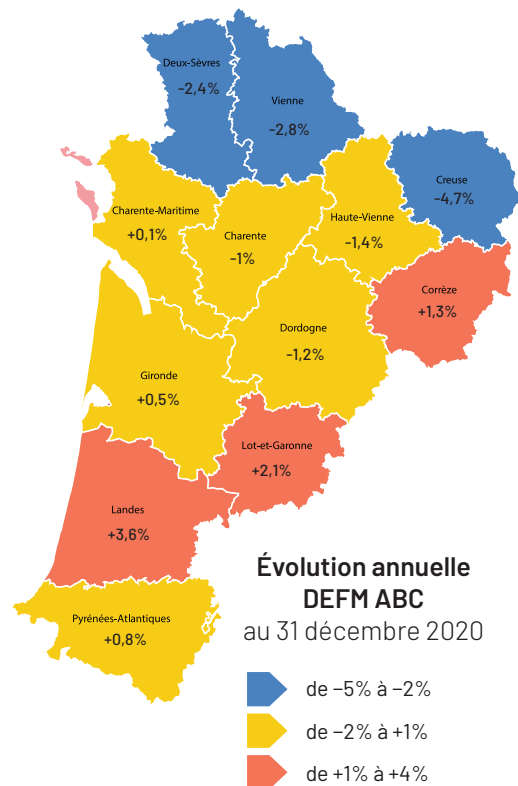 Deux-Sèvres
-2,4%
Vienne
-2,8%
Creuse
-4,7%
Charente-Maritime
+0,1%
Charente
-1%
Haute-Vienne
-1,4%
Corrèze
+1,3%
Dordogne
-1,2%
Gironde
+0,5%
Lot-et-Garonne
+2,1%
Landes
+3,6%
Pyrénées-Atlantiques
+0,8%
Évolution annuelle
DEFM ABC
au 31 décembre 2020
de −5% à −2%
de −2% à +1%
de +1% à +4%